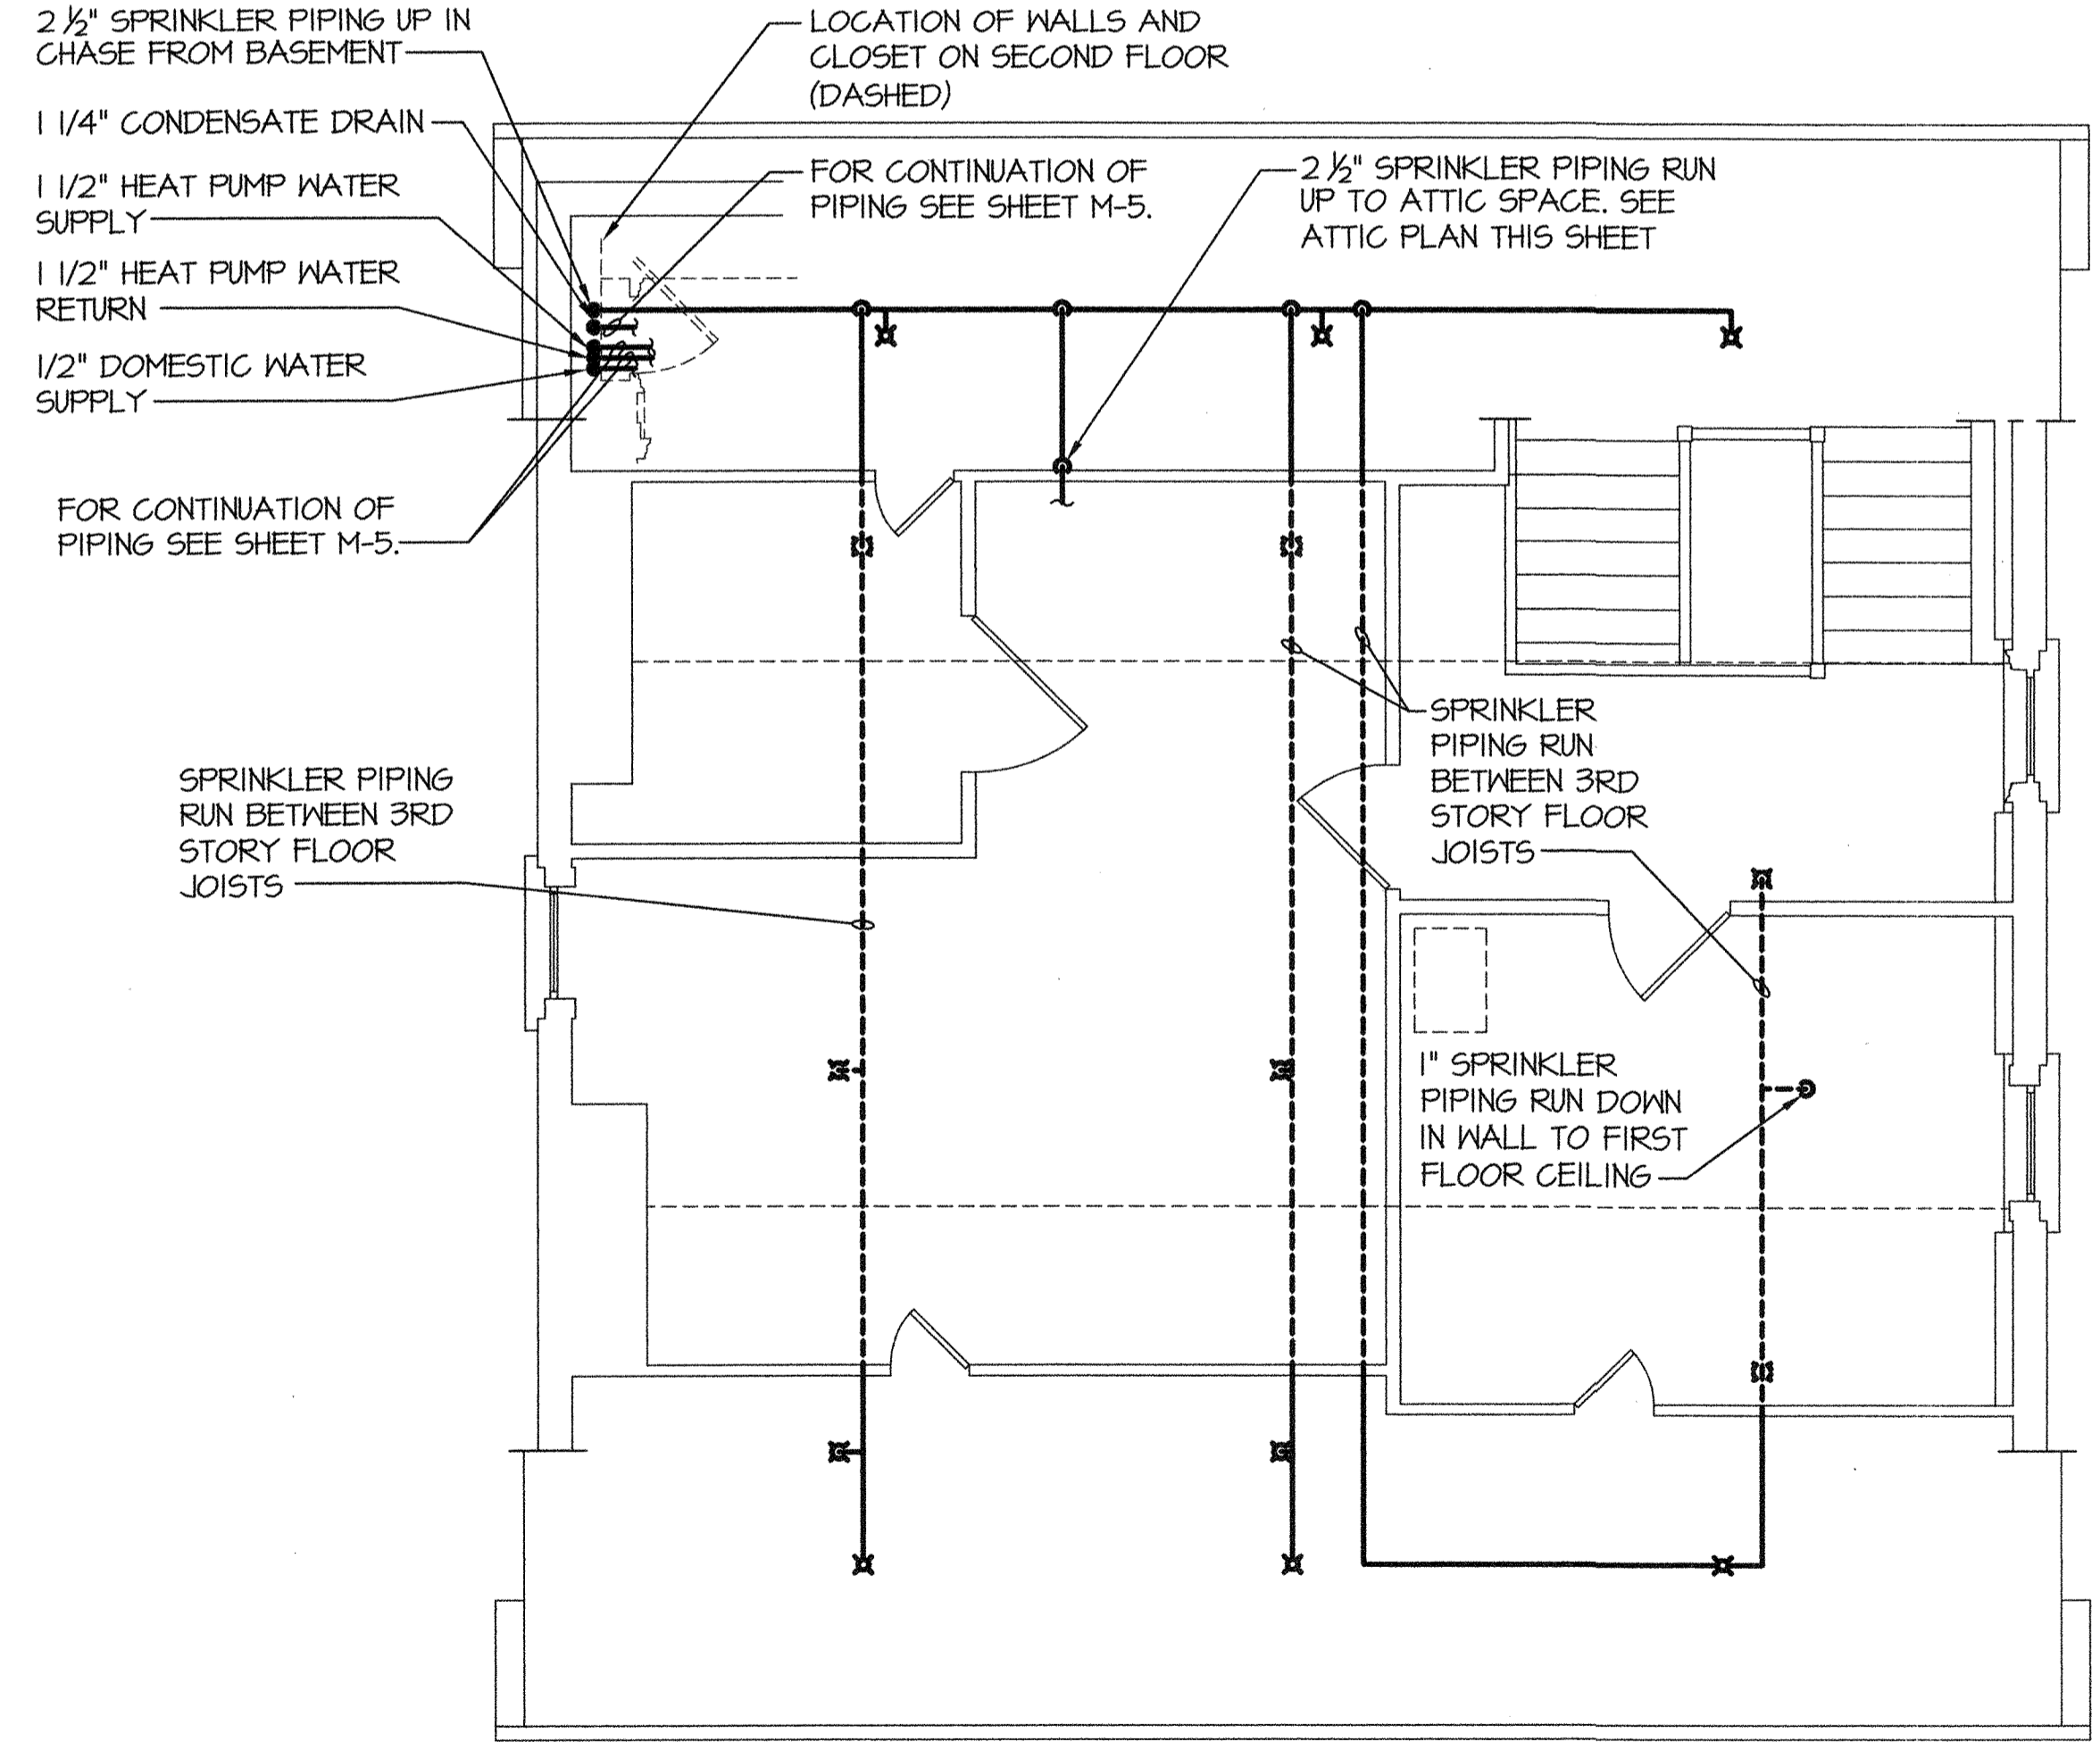 2 ½" SPRINKLER PIPING UP IN
CHASE FROM BASEMENT
1 1/4" CONDENSATE DRAIN
1 1/2" HEAT PUMP WATER
SUPPLY
1 1/2" HEAT PUMP WATER
RETURN
1/2" DOMESTIC WATER
SUPPLY
FOR CONTINUATION OF
PIPING SEE SHEET M-5.
LOCATION OF WALLS AND
CLOSET ON SECOND FLOOR
(DASHED)
FOR CONTINUATION OF
PIPING SEE SHEET M-5.
2 ½" SPRINKLER PIPING RUN
UP TO ATTIC SPACE. SEE
ATTIC PLAN THIS SHEET
SPRINKLER PIPING
RUN BETWEEN 3RD
STORY FLOOR
JOISTS
SPRINKLER
PIPING RUN
BETWEEN 3RD
STORY FLOOR
JOISTS
1" SPRINKLER
PIPING RUN DOWN
IN WALL TO FIRST
FLOOR CEILING